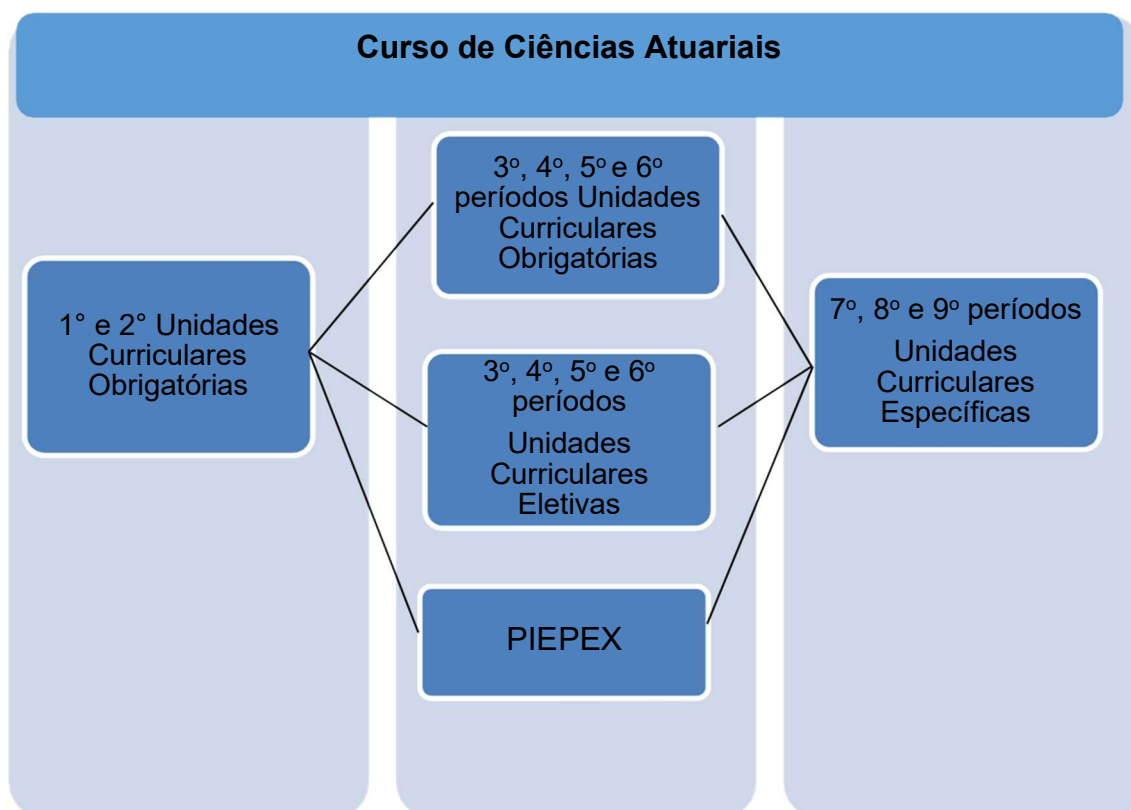 Curso de Ciências Atuariais
1° e 2° Unidades
Curriculares
Obrigatórias
3º, 4º, 5º e 6º
períodos Unidades
Curriculares
Obrigatórias
3º, 4º, 5º e 6º
períodos
Unidades
Curriculares
Eletivas
PIEPEX
7º, 8º e 9º períodos
Unidades
Curriculares
Específicas